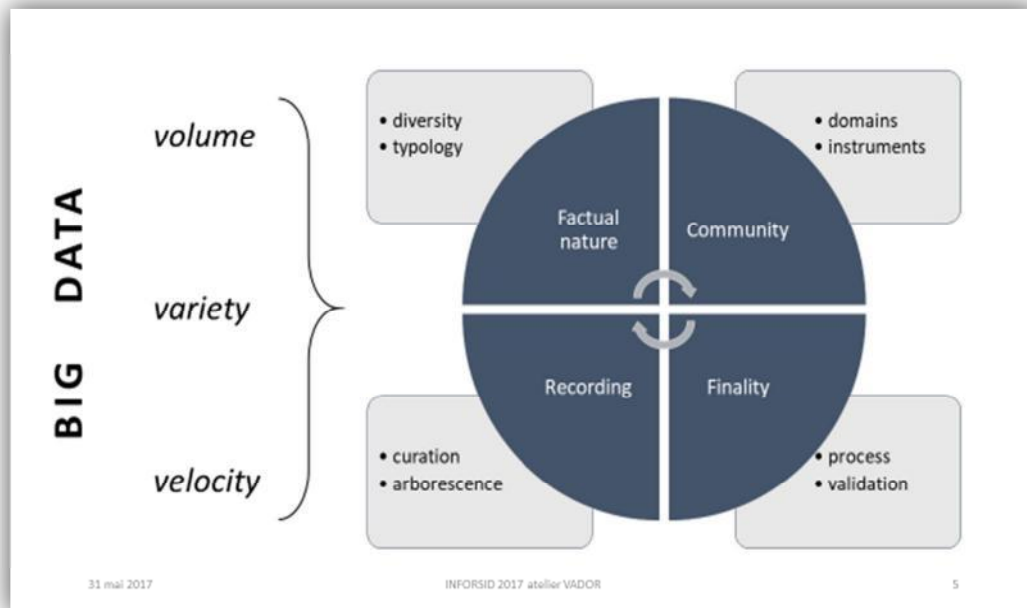 BIG DATA
volume
variety
velocity
• diversity
• typology
• domains
• instruments
Factual
nature
Community
Recording
Finality
• curation
• arborescence
• process
• validation
31 mai 2017
INFORSID 2017 atelier VADOR
5